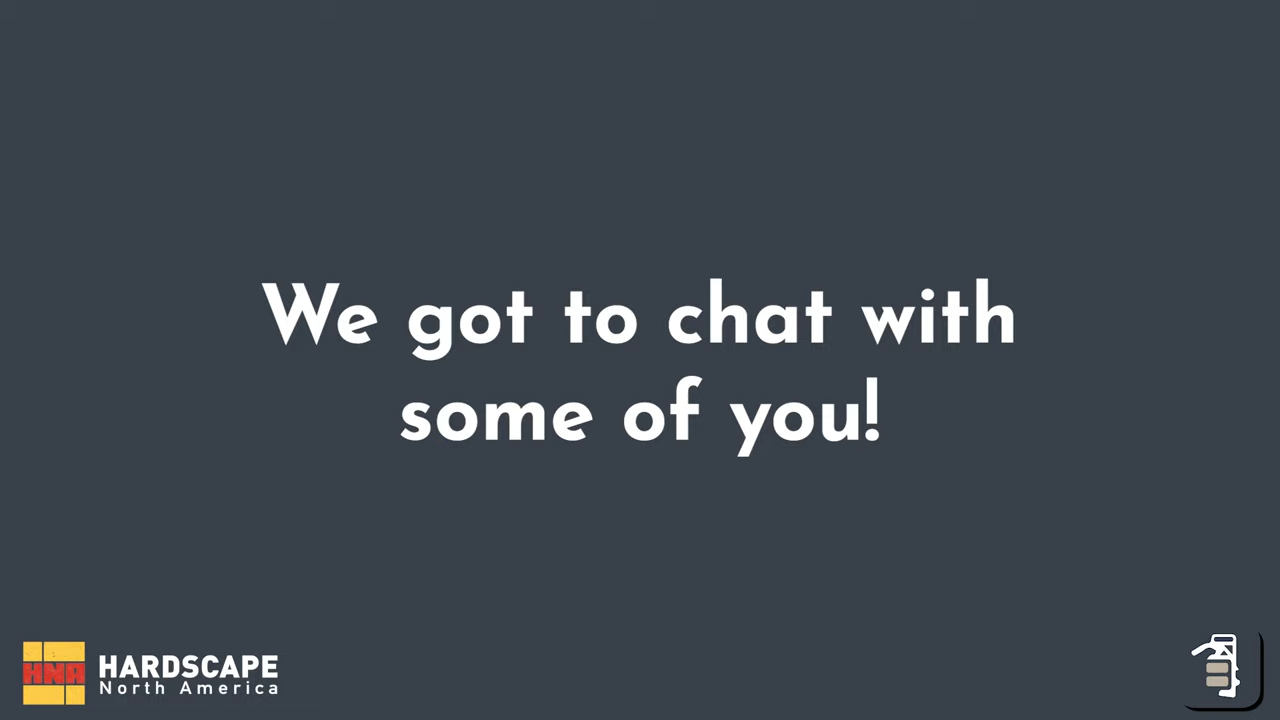 We got to chat with
some of you!
HNA
HARDSCAPE
North America